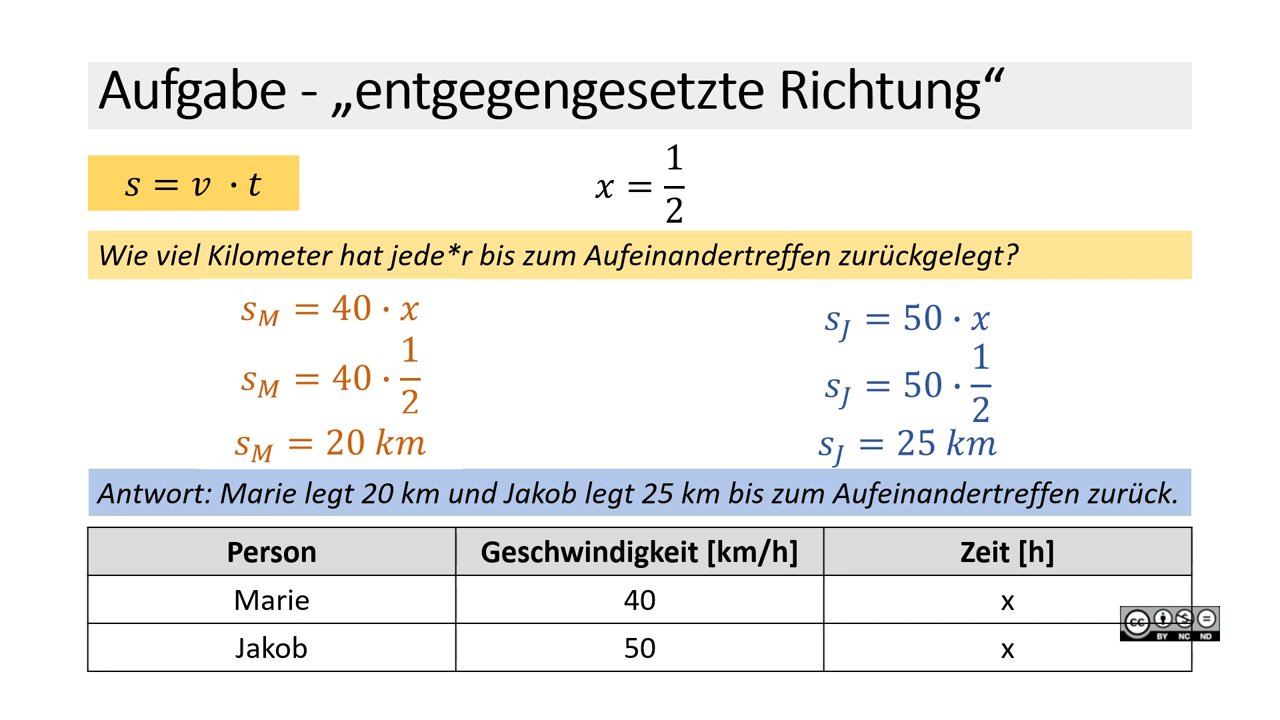 Aufgabe - „entgegengesetzte Richtung“
s = v · t
x = 1/2
Wie viel Kilometer hat jede*r bis zum Aufeinandertreffen zurückgelegt?
s_M = 40 · x
s_M = 40 · 1/2
s_M = 20 km
s_J = 50 · x
s_J = 50 · 1/2
s_J = 25 km
Antwort: Marie legt 20 km und Jakob legt 25 km bis zum Aufeinandertreffen zurück.
Person Geschwindigkeit [km/h] Zeit [h]
Marie 40 x
Jakob 50 x
cc BY NC ND